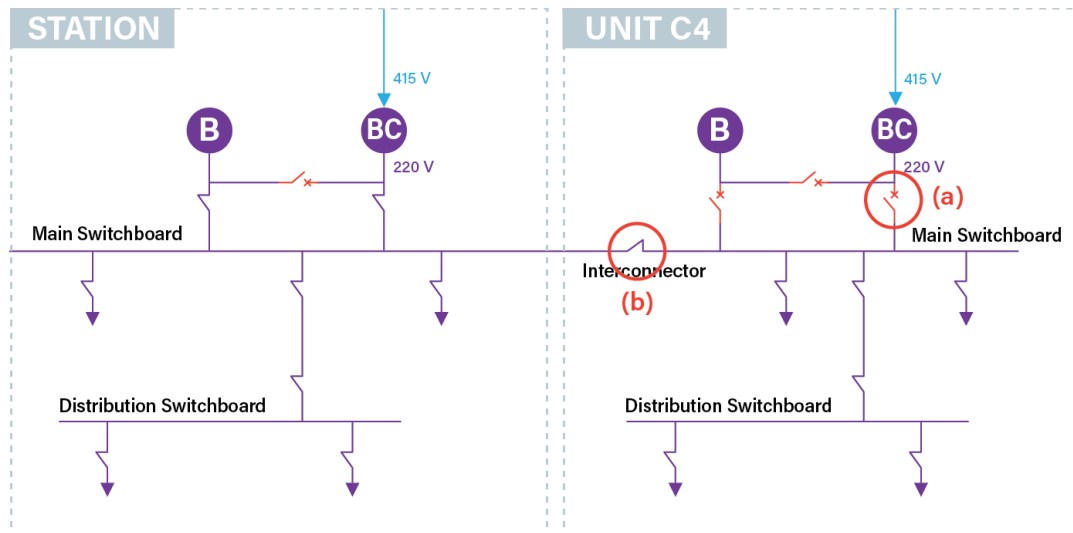 STATION
UNIT C4
415 V
415 V
B
BC
B
BC
220 V
220 V
(a)
Main Switchboard
Main Switchboard
Interconnector
(b)
Distribution Switchboard
Distribution Switchboard